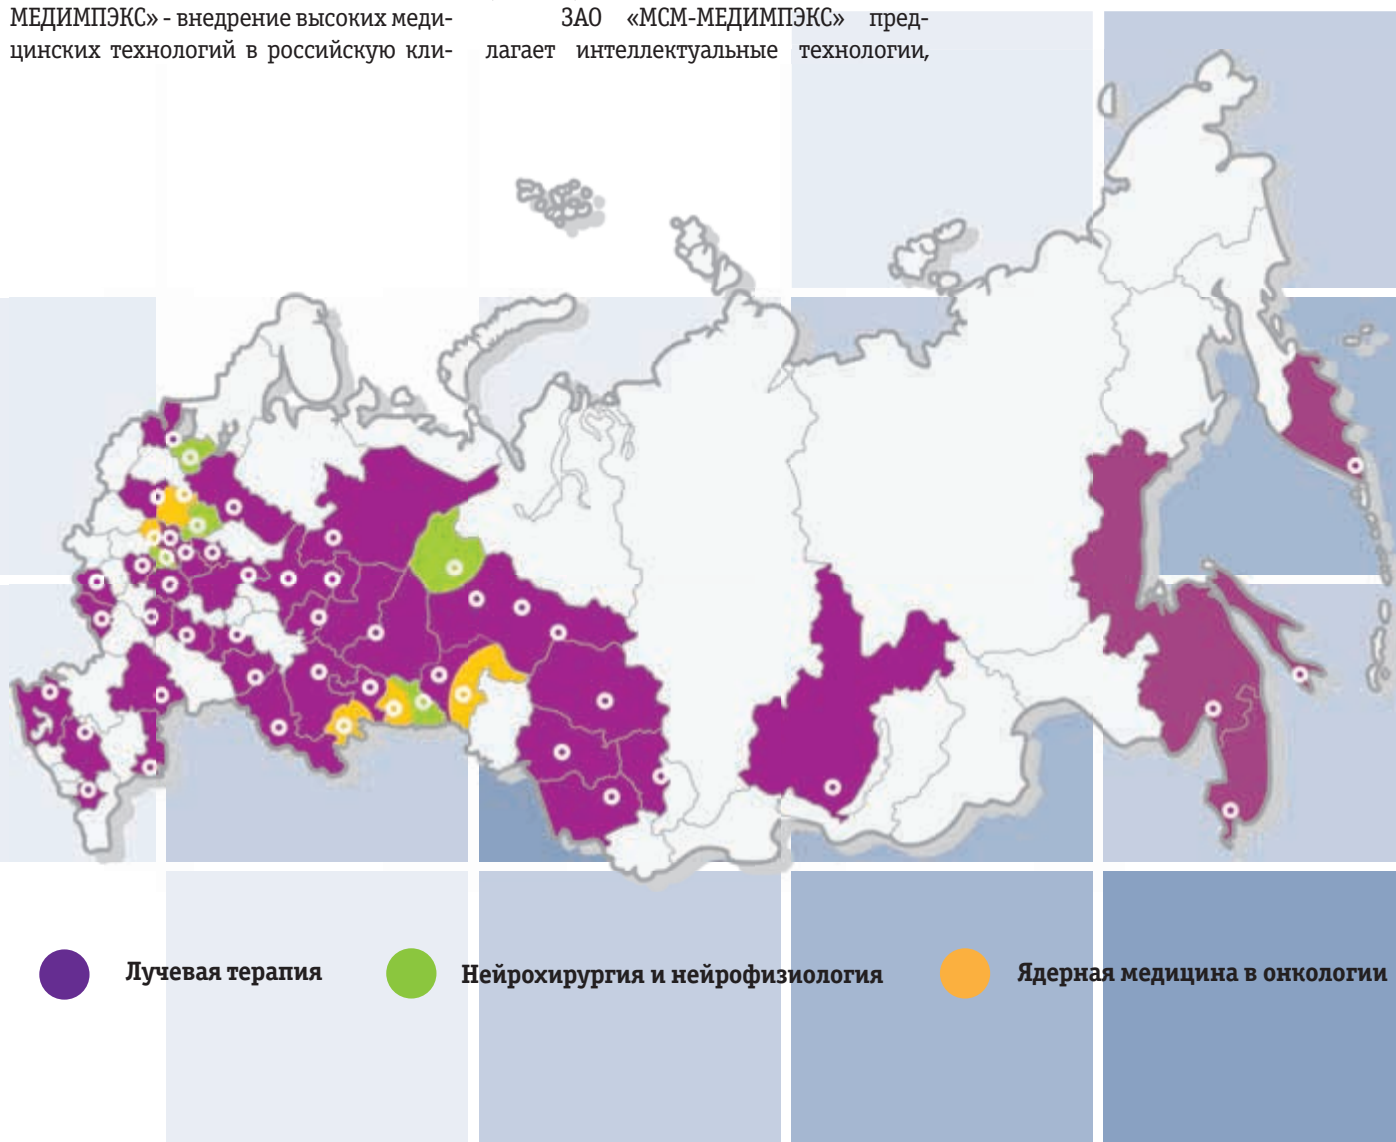 МЕДИМПЭКС» - внедрение высоких меди-
цинских технологий в российскую кли-
ЗАО «МСМ-МЕДИМПЭКС» пред-
лагает интеллектуальные технологии,
Лучевая терапия
Нейрохирургия и нейрофизиология
Ядерная медицина в онкологии